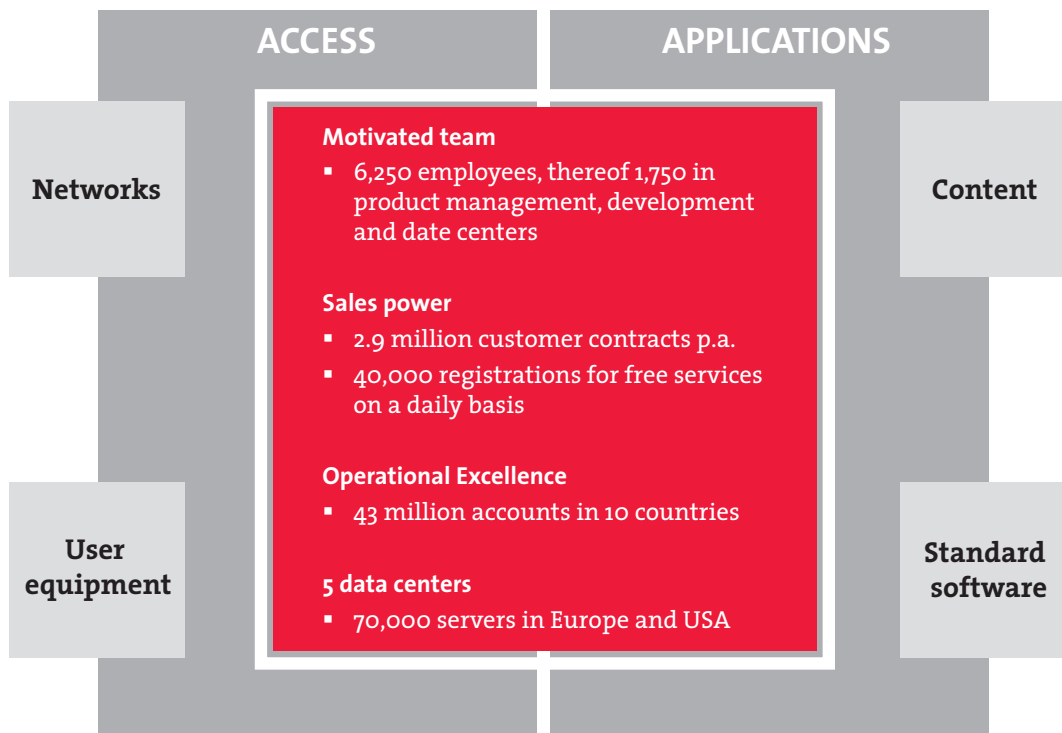 ACCESS
APPLICATIONS
Networks
Content
Motivated team
▪ 6,250 employees, thereof 1,750 in
product management, development
and date centers
Sales power
▪ 2.9 million customer contracts p.a.
▪ 40,000 registrations for free services
on a daily basis
Operational Excellence
▪ 43 million accounts in 10 countries
5 data centers
▪ 70,000 servers in Europe and USA
User
equipment
Standard
software